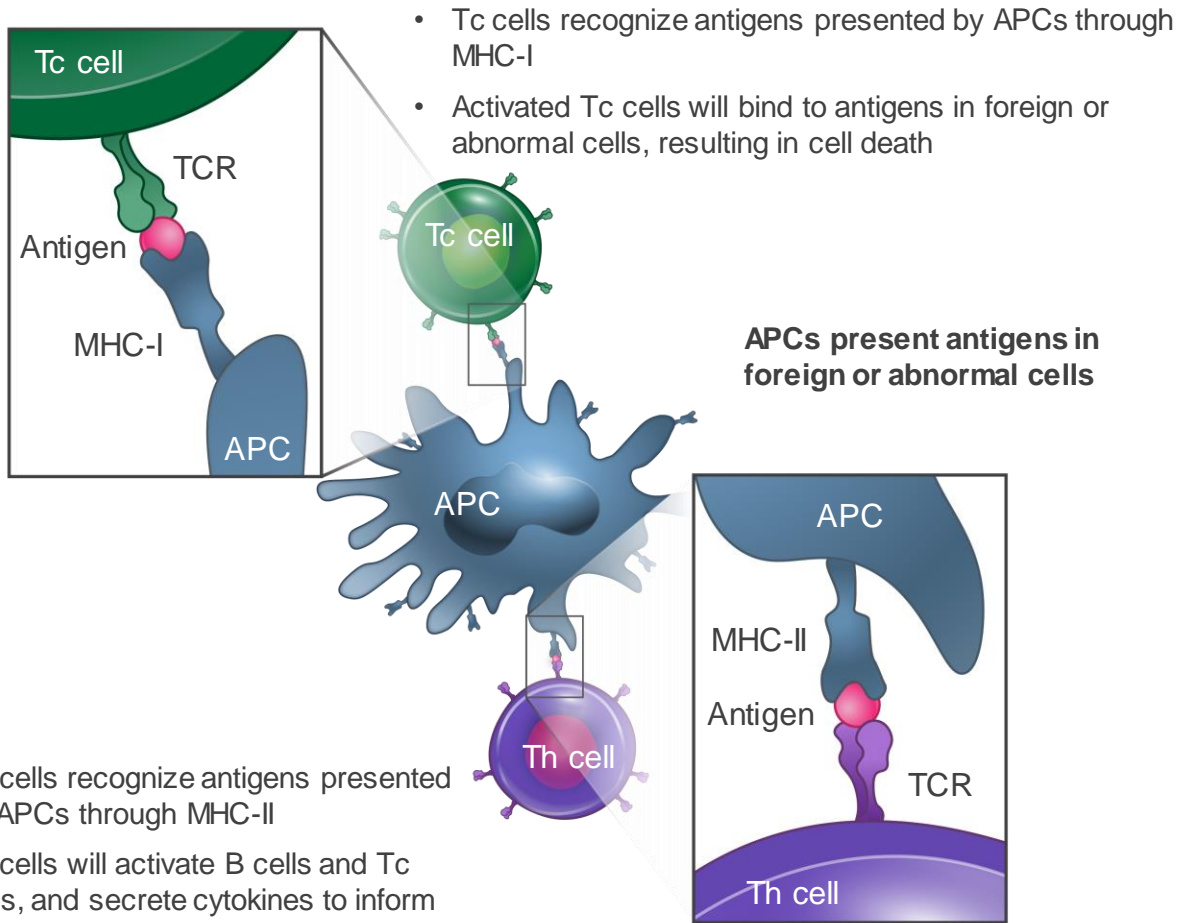 • Tc cells recognize antigens presented by APCs through
MHC-I
• Activated Tc cells will bind to antigens in foreign or
abnormal cells, resulting in cell death
Tc cell
TCR
Antigen
MHC-I
APC
Tc cell
APCs present antigens in
foreign or abnormal cells
APC
APC
MHC-II
Antigen
TCR
Th cell
Th cell
cells recognize antigens presented
APCs through MHC-II
cells will activate B cells and Tc
and secrete cytokines to inform